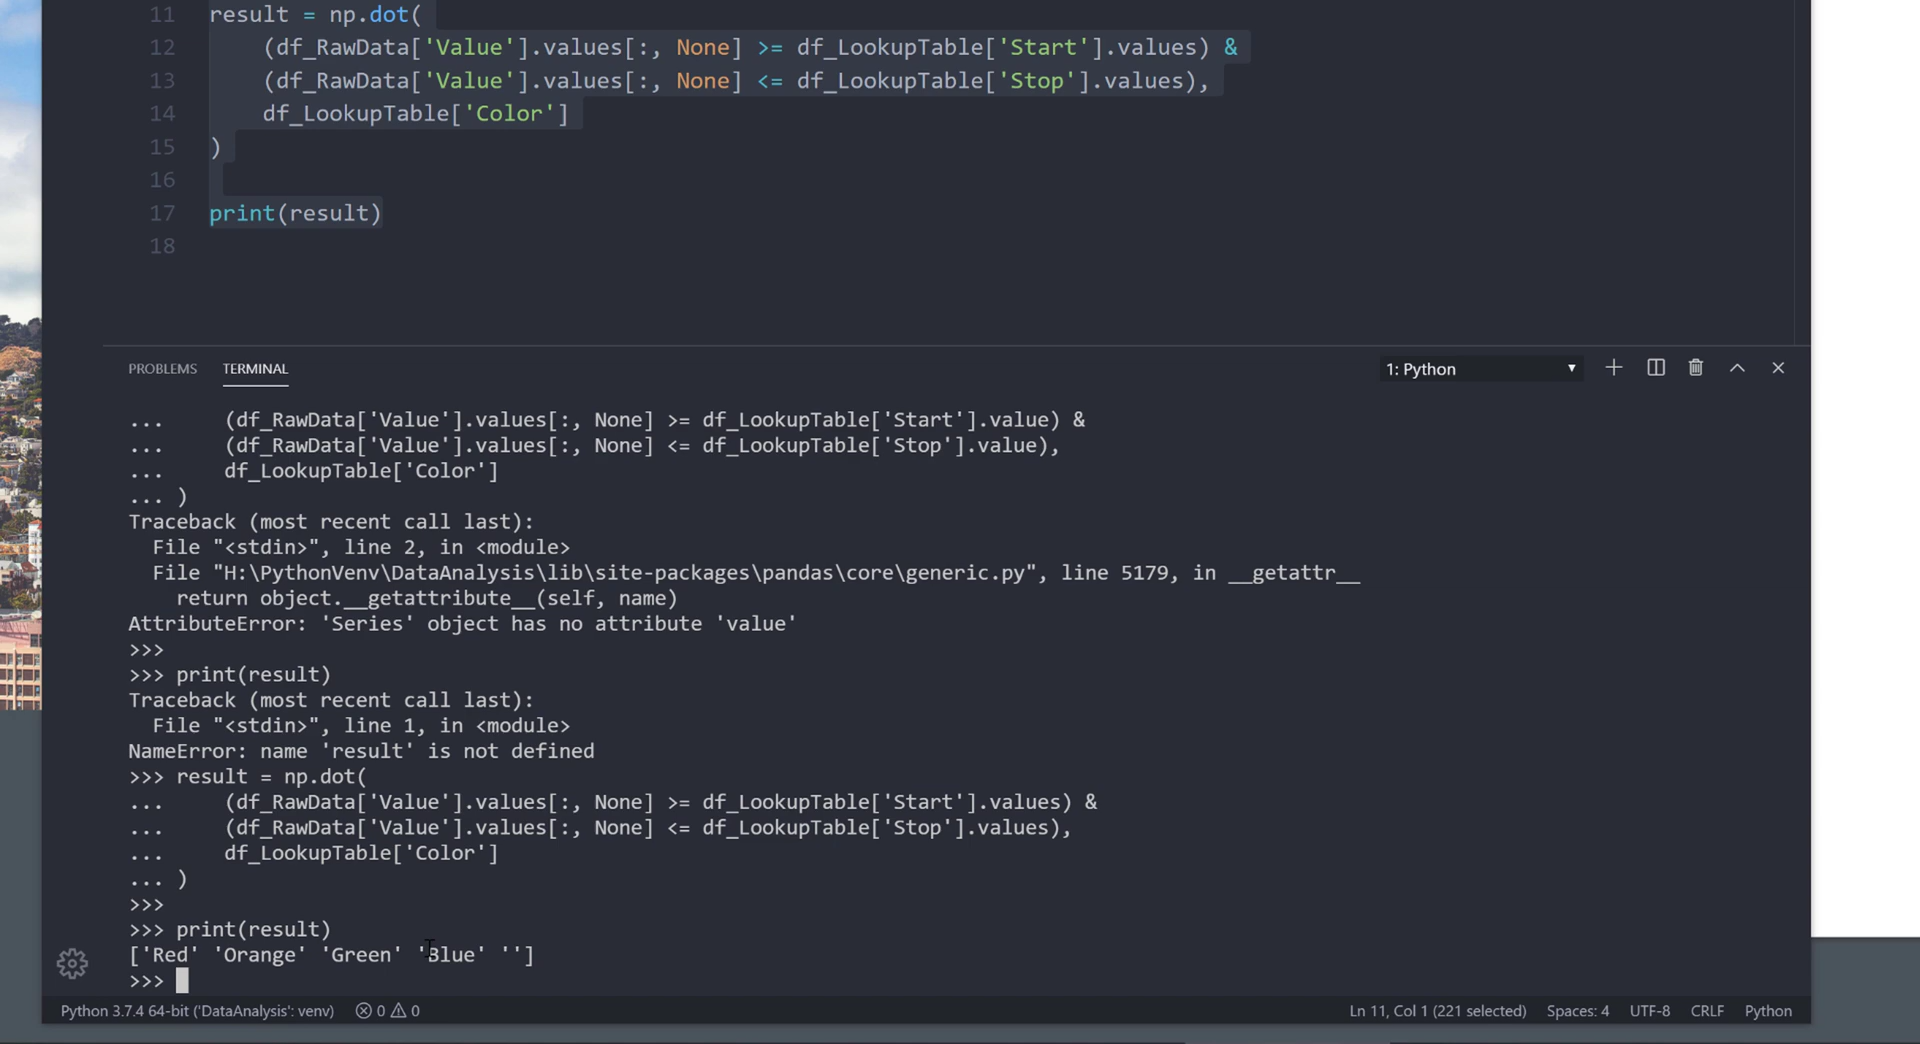 11 result = np.dot(
12     (df_RawData['Value'].values[:, None] >= df_LookupTable['Start'].values) &
13     (df_RawData['Value'].values[:, None] <= df_LookupTable['Stop'].values),
14     df_LookupTable['Color']
15 )
16
17 print(result)
18
PROBLEMS TERMINAL 1: Python
...     (df_RawData['Value'].values[:, None] >= df_LookupTable['Start'].value) &
...     (df_RawData['Value'].values[:, None] <= df_LookupTable['Stop'].value),
...     df_LookupTable['Color']
... )
Traceback (most recent call last):
  File "<stdin>", line 2, in <module>
  File "H:\PythonVenv\DataAnalysis\lib\site-packages\pandas\core\generic.py", line 5179, in __getattr__
    return object.__getattribute__(self, name)
AttributeError: 'Series' object has no attribute 'value'
>>>
>>> print(result)
Traceback (most recent call last):
  File "<stdin>", line 1, in <module>
NameError: name 'result' is not defined
>>> result = np.dot(
...     (df_RawData['Value'].values[:, None] >= df_LookupTable['Start'].values) &
...     (df_RawData['Value'].values[:, None] <= df_LookupTable['Stop'].values),
...     df_LookupTable['Color']
... )
>>>
>>> print(result)
['Red' 'Orange' 'Green' 'Blue' '']
>>>
Python 3.7.4 64-bit ('DataAnalysis': venv) 0 0 Ln 11, Col 1 (221 selected) Spaces: 4 UTF-8 CRLF Python